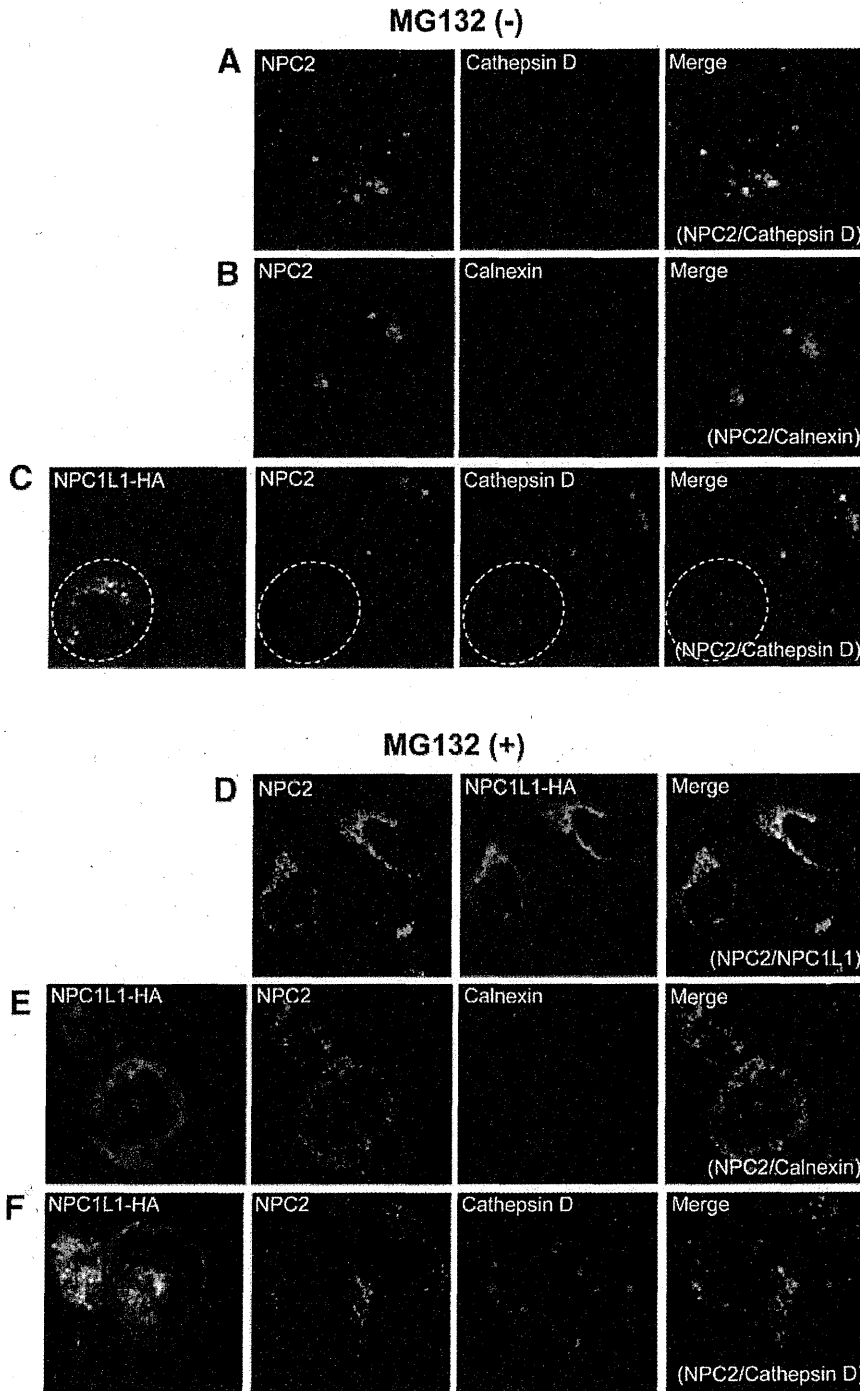 MG132 (-)
A
NPC2
Cathepsin D
Merge
(NPC2/Cathepsin D)
B
NPC2
Calnexin
Merge
(NPC2/Calnexin)
C
NPC1L1-HA
NPC2
Cathepsin D
Merge
(NPC2/Cathepsin D)
MG132 (+)
D
NPC2
NPC1L1-HA
Merge
(NPC2/NPC1L1)
E
NPC1L1-HA
NPC2
Calnexin
Merge
(NPC2/Calnexin)
F
NPC1L1-HA
NPC2
Cathepsin D
Merge
(NPC2/Cathepsin D)